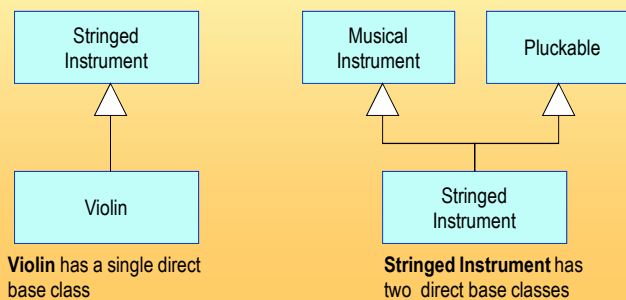 Stringed
Instrument
Musical
Instrument
Pluckable
Violin
Stringed
Instrument
Violin has a single direct
base class
Stringed Instrument has
two direct base classes